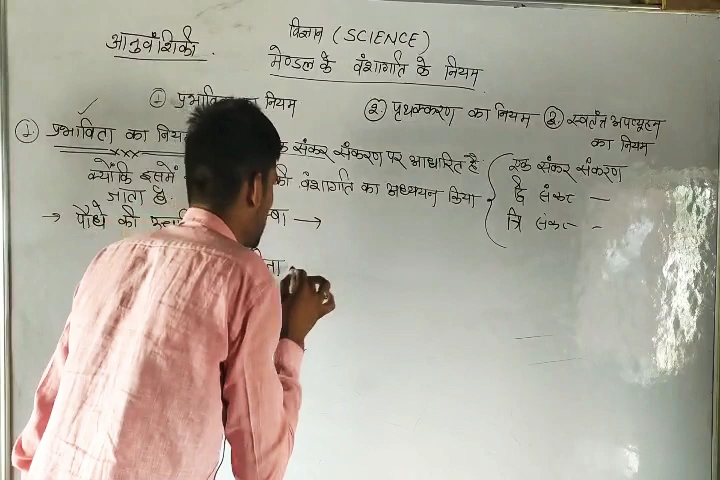 आनुवंशिकी.
विज्ञान (SCIENCE)
मेण्डल के वंशागति के नियम
① प्रभावि नियम ② पृथक्करण का नियम ③ स्वतंत्र अपव्यूहन का नियम
① प्रभाविता का निय संकर संकरण पर आधारित है
क्योंकि इसमें की वंशागति का अध्ययन किया
जाता है.
→ पौधे की →
एक संकर संकरण
द्वि संकर —
त्रि संकर - -